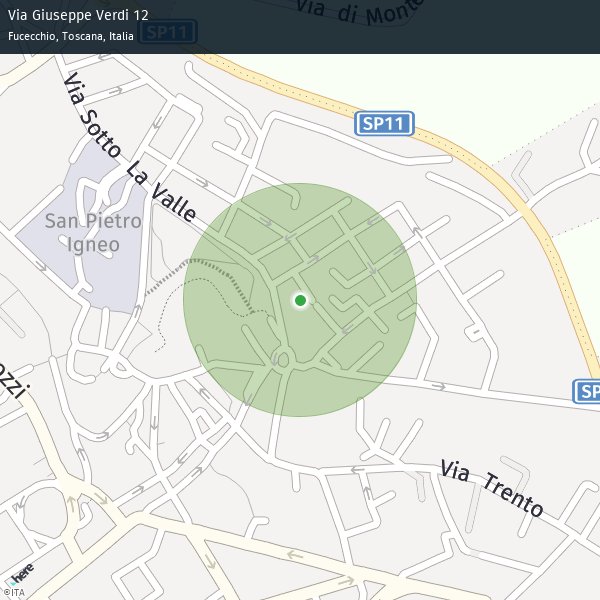 Via Giuseppe Verdi 12
Fucecchio, Toscana, Italia
SP11
Via di Monte
SP11
Via Sotto La Valle
San Pietro
Igneo
ozzi
SP
Via Trento
here
©ITA